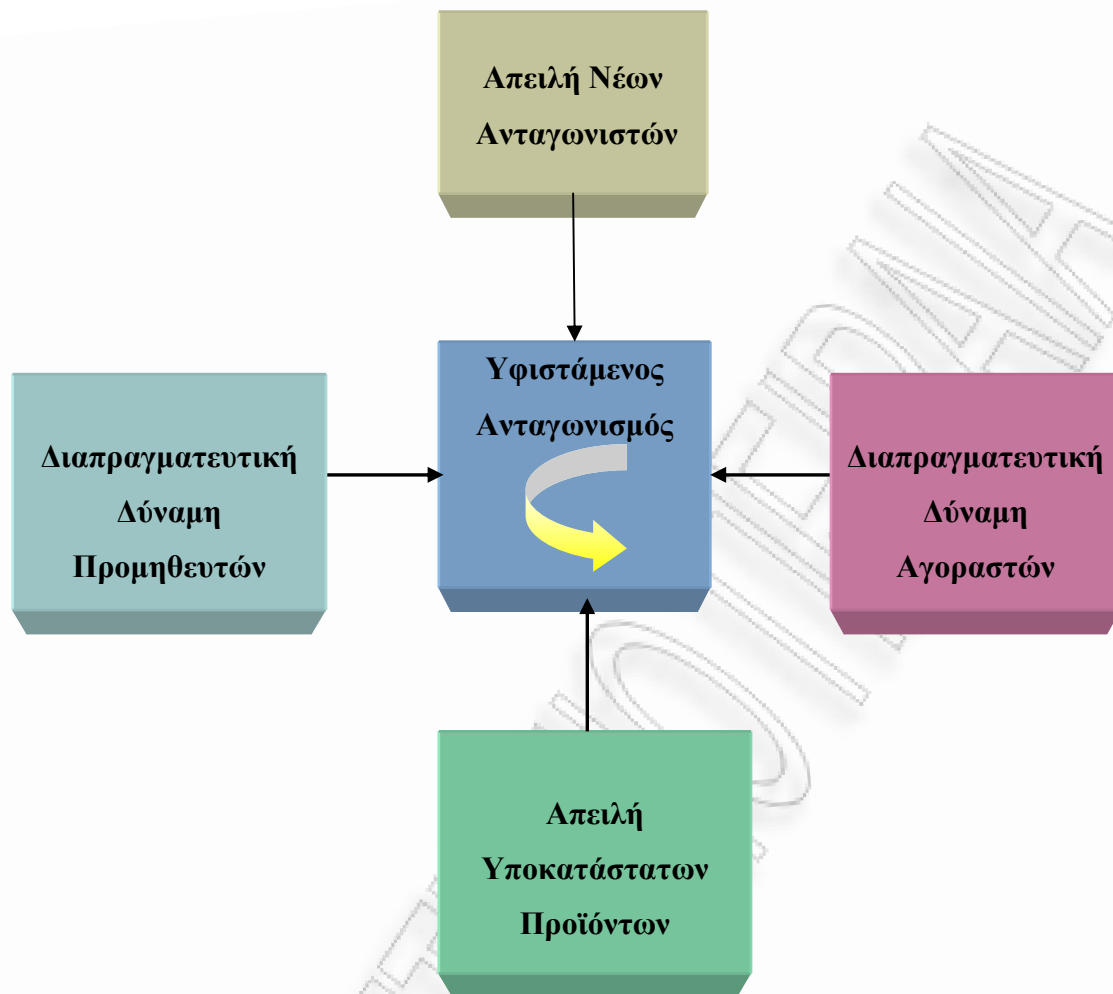 Απειλή Νέων
Ανταγωνιστών
Υφιστάμενος
Ανταγωνισμός
Διαπραγματευτική
Δύναμη
Προμηθευτών
Διαπραγματευτική
Δύναμη
Αγοραστών
Απειλή
Υποκατάστατων
Προϊόντων